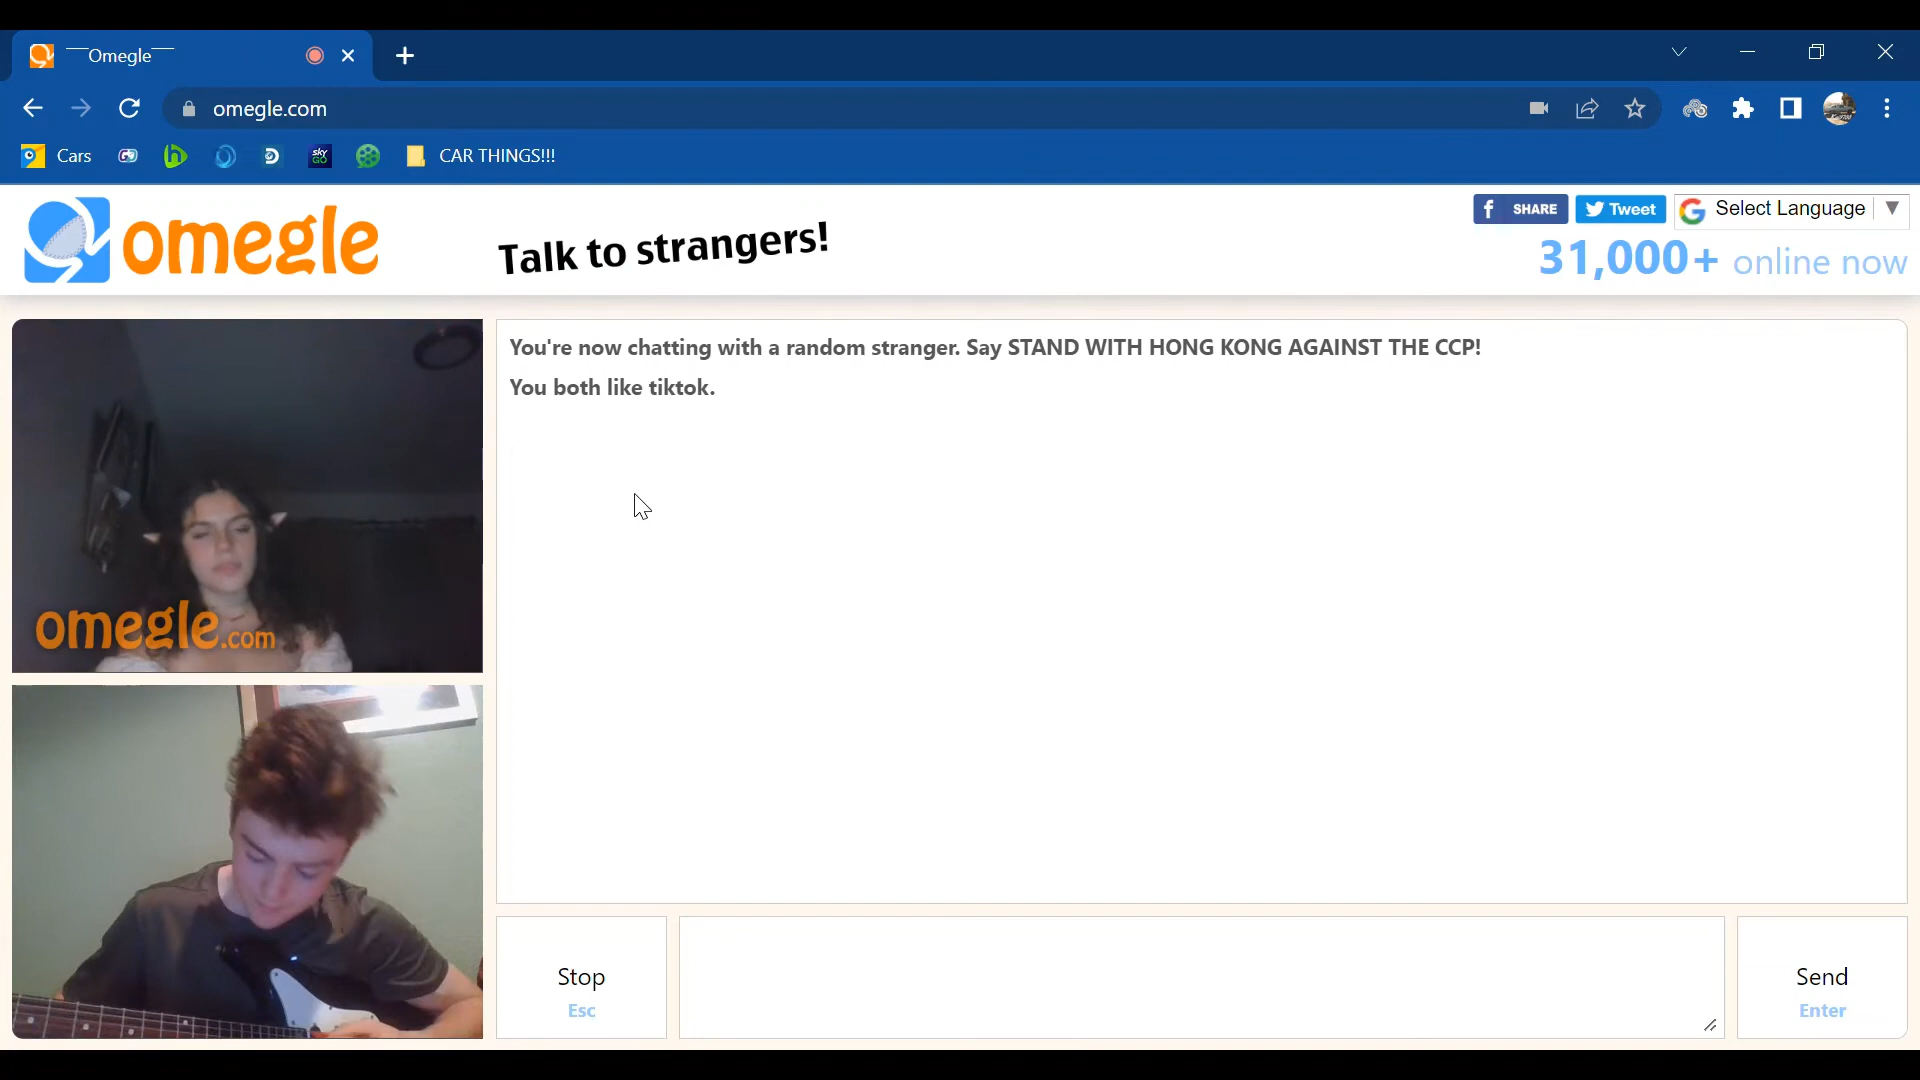 Omegle
omegle.com
Cars
sky GO
CAR THINGS!!!
omegle
Talk to strangers!
SHARE
Tweet
Select Language
31,000+ online now
You're now chatting with a random stranger. Say STAND WITH HONG KONG AGAINST THE CCP!
You both like tiktok.
omegle.com
Stop
Esc
Send
Enter